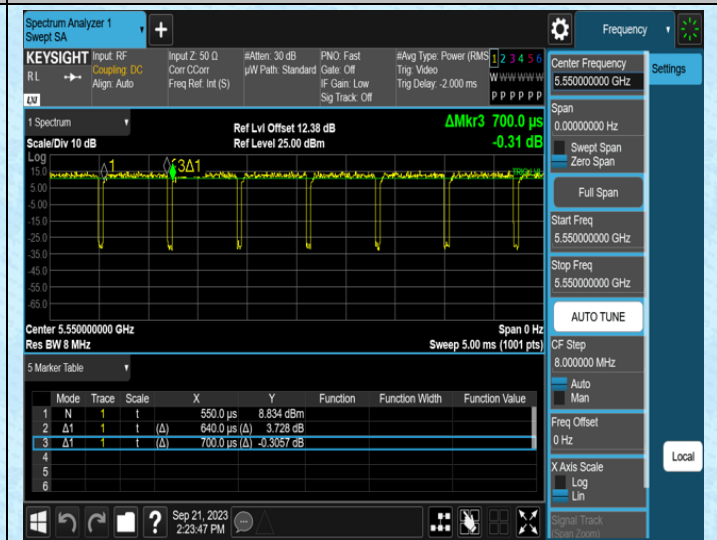 Spectrum Analyzer 1
Swept SA
+
Frequency
KEYSIGHT
RL
LXI
Input: RF
Coupling: DC
Align: Auto
Input Z: 50 Ω
Corr CCorr
Freq Ref: Int (S)
#Atten: 30 dB
µW Path: Standard
PNO: Fast
Gate: Off
IF Gain: Low
Sig Track: Off
#Avg Type: Power (RMS
Trig: Video
Trig Delay: -2.000 ms
1 2 3 4 5 6
W W W W W W
P P P P P P
1 Spectrum
Scale/Div 10 dB
Ref Lvl Offset 12.38 dB
Ref Level 25.00 dBm
ΔMkr3 700.0 µs
-0.31 dB
Log
15.0
5.00
-5.00
-15.0
-25.0
-35.0
-45.0
-55.0
-65.0
1
3Δ1
Center 5.550000000 GHz
Res BW 8 MHz
Span 0 Hz
Sweep 5.00 ms (1001 pts)
5 Marker Table
Mode Trace Scale X Y Function Function Width Function Value
1 N 1 t 550.0 µs 8.834 dBm
2 Δ1 1 t (Δ) 640.0 µs (Δ) 3.728 dB
3 Δ1 1 t (Δ) 700.0 µs (Δ) -0.3057 dB
4
5
6
?
Sep 21, 2023
2:23:47 PM
Center Frequency
5.550000000 GHz
Span
0.00000000 Hz
Swept Span
Zero Span
Full Span
Start Freq
5.550000000 GHz
Stop Freq
5.550000000 GHz
AUTO TUNE
CF Step
8.000000 MHz
Auto
Man
Freq Offset
0 Hz
X Axis Scale
Log
Lin
Signal Track
(Span Zoom)
Settings
Local